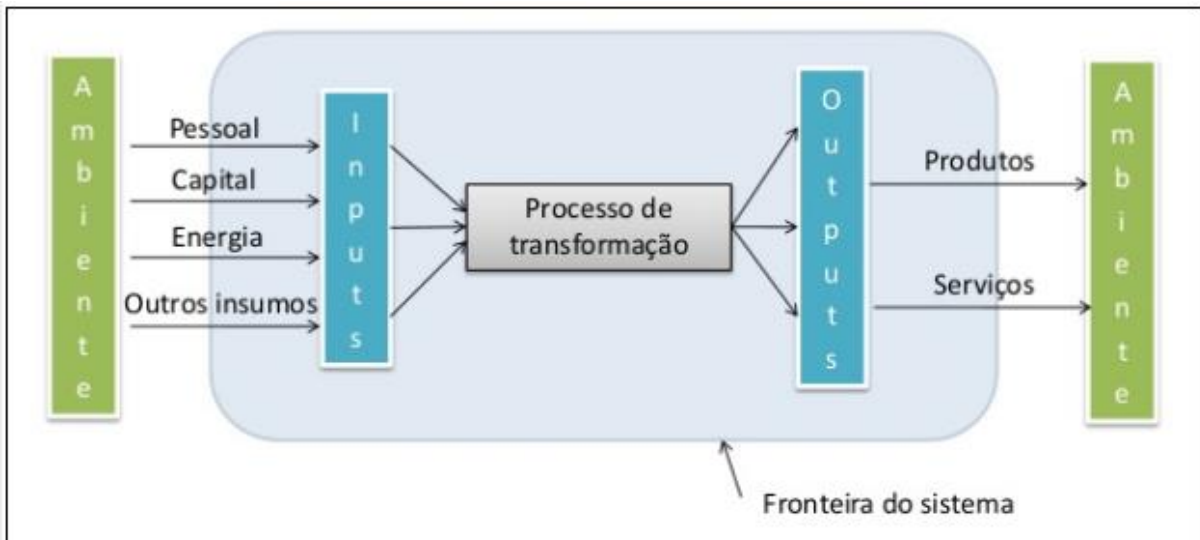 Ambiente
Pessoal
Capital
Energia
Outros insumos
Inputs
Processo de
transformação
Outputs
Produtos
Serviços
Ambiente
Fronteira do sistema